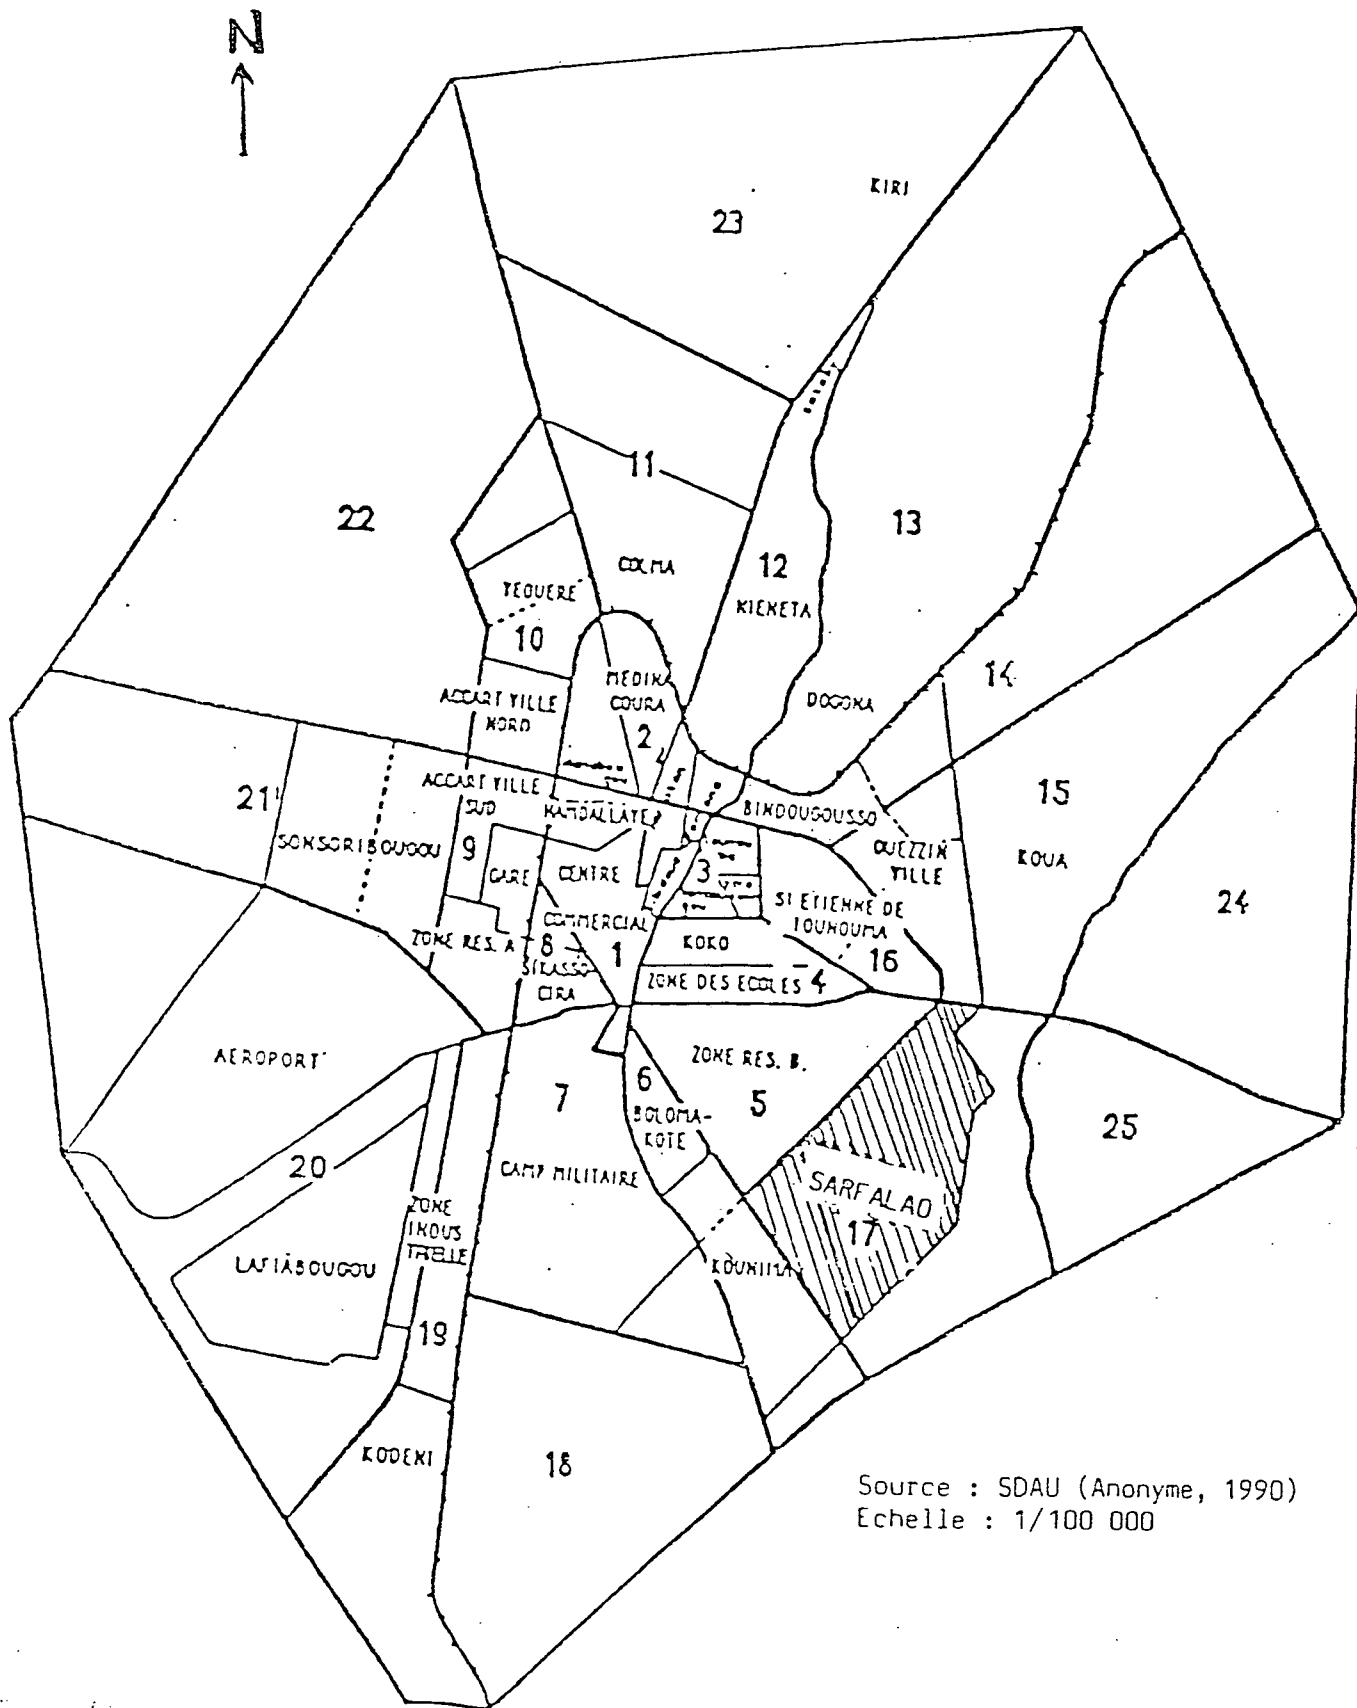 N
KIRI
23
11
22
13
COLMA
12
YEQUERE
KIENETA
10
14
MEDINA
COURA
ACCART VILLE
NORD
DOGONA
2
ACCART VILLE
SUD
21
HAMDALLAYE
BINDOUGOUSSO
15
SONSORIBOUGOU
9
OUEZZIN
VILLE
KOUA
GARE
CENTRE
3
24
COMMERCIAL
ST ETIENNE DE
TOUNOUMA
ZONE RES. A
8
1
KOKO
16
SIKASSO
CIRA
ZONE DES ECOLES
4
AEROPORT
ZONE RES. B.
6
5
7
BOLOMA-
KOTE
25
20
CAMP MILITAIRE
SARFALAO
17
ZONE
INDUS
TRIELLE
LAFIABOUGOU
KOUNIMA
19
KODENI
18
Source : SDAU (Anonyme, 1990)
Echelle : 1/100 000